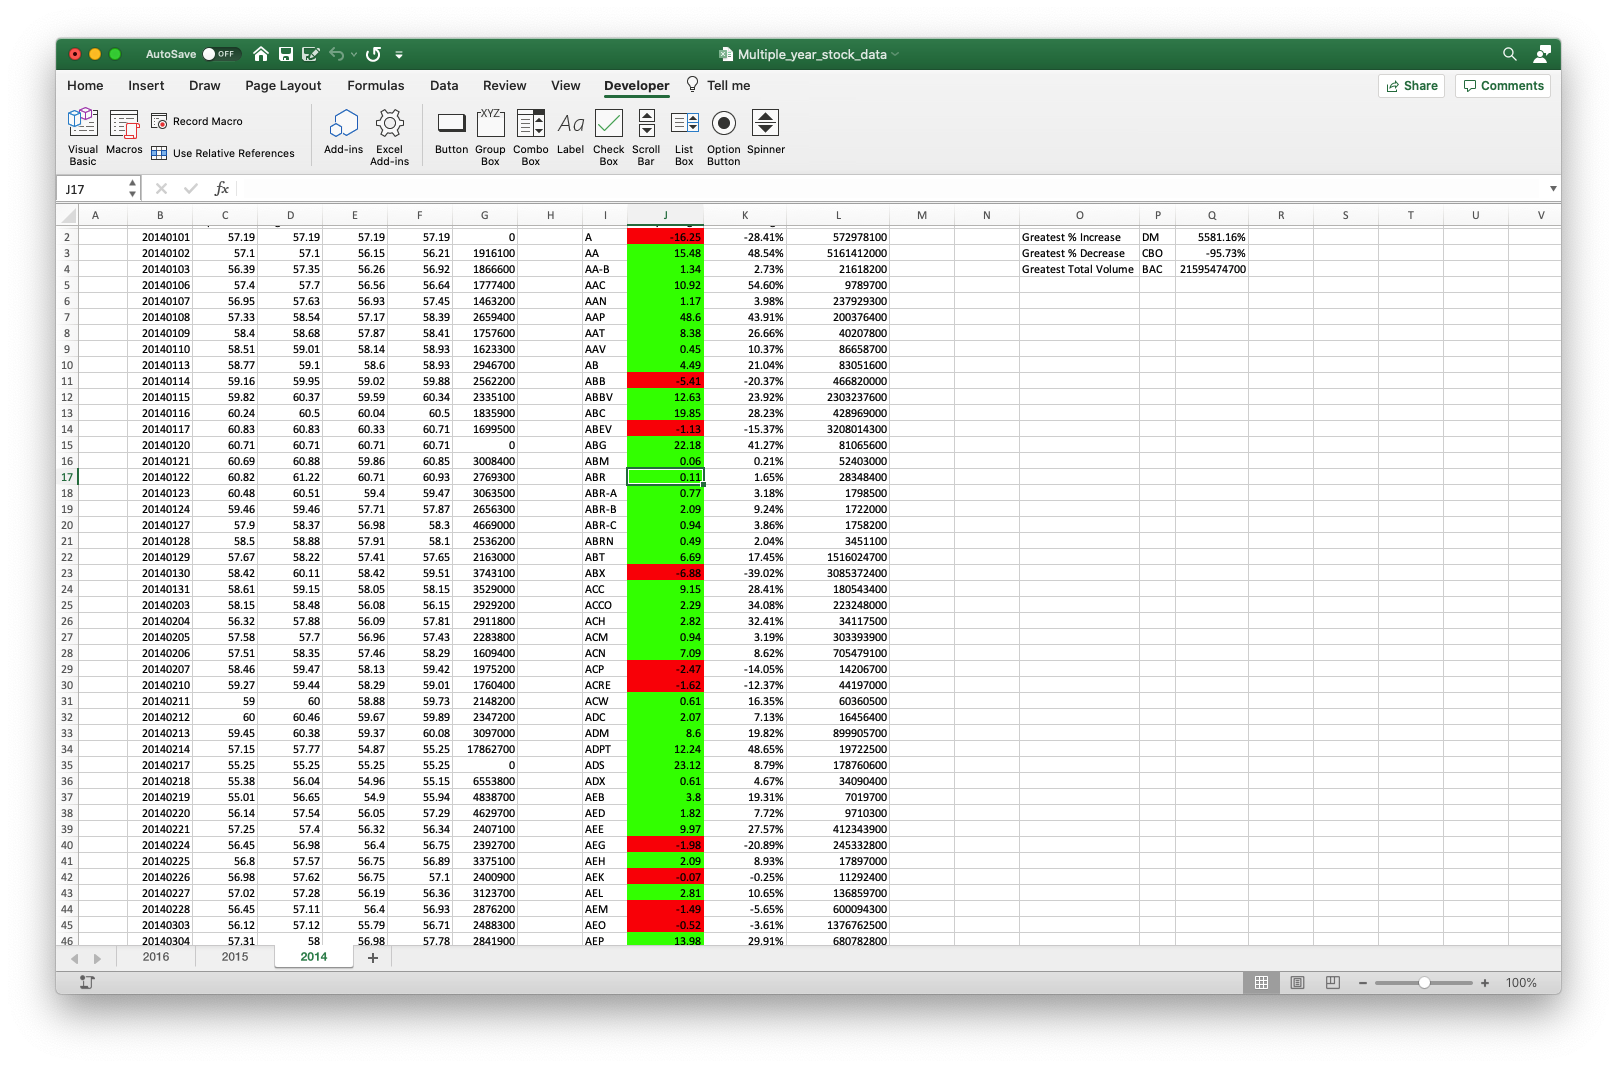 AutoSave OFF Multiple_year_stock_data
Home Insert Draw Page Layout Formulas Data Review View Developer Tell me Share Comments
Visual Basic Macros Record Macro Use Relative References Add-ins Excel Add-ins Button Group Box Combo Box Label Check Box Scroll Bar List Box Option Button Spinner
XYZ Aa
J17 fx
A B C D E F G H I J K L M N O P Q R S T U V
2 20140101 57.19 57.19 57.19 57.19 0 A -16.25 -28.41% 572978100 Greatest % Increase DM 5581.16%
3 20140102 57.1 57.1 56.15 56.21 1916100 AA 15.48 48.54% 5161412000 Greatest % Decrease CBO -95.73%
4 20140103 56.39 57.35 56.26 56.92 1866600 AA-B 1.34 2.73% 21618200 Greatest Total Volume BAC 21595474700
5 20140106 57.4 57.7 56.56 56.64 1777400 AAC 10.92 54.60% 9789700
6 20140107 56.95 57.63 56.93 57.45 1463200 AAN 1.17 3.98% 237929300
7 20140108 57.33 58.54 57.17 58.39 2659400 AAP 48.6 43.91% 200376400
8 20140109 58.4 58.68 57.87 58.41 1757600 AAT 8.38 26.66% 40207800
9 20140110 58.51 59.01 58.14 58.93 1623300 AAV 0.45 10.37% 86658700
10 20140113 58.77 59.1 58.6 58.93 2946700 AB 4.49 21.04% 83051600
11 20140114 59.16 59.95 59.02 59.88 2562200 ABB -5.41 -20.37% 466820000
12 20140115 59.82 60.37 59.59 60.34 2335100 ABBV 12.63 23.92% 2303237600
13 20140116 60.24 60.5 60.04 60.5 1835900 ABC 19.85 28.23% 428969000
14 20140117 60.83 60.83 60.33 60.71 1699500 ABEV -1.13 -15.37% 3208014300
15 20140120 60.71 60.71 60.71 60.71 0 ABG 22.18 41.27% 81065600
16 20140121 60.69 60.88 59.86 60.85 3008400 ABM 0.06 0.21% 52403000
17 20140122 60.82 61.22 60.71 60.93 2769300 ABR 0.11 1.65% 28348400
18 20140123 60.48 60.51 59.4 59.47 3063500 ABR-A 0.77 3.18% 1798500
19 20140124 59.46 59.46 57.71 57.87 2656300 ABR-B 2.09 9.24% 1722000
20 20140127 57.9 58.37 56.98 58.3 4669000 ABR-C 0.94 3.86% 1758200
21 20140128 58.5 58.88 57.91 58.1 2536200 ABRN 0.49 2.04% 3451100
22 20140129 57.67 58.22 57.41 57.65 2163000 ABT 6.69 17.45% 1516024700
23 20140130 58.42 60.11 58.42 59.51 3743100 ABX -6.88 -39.02% 3085372400
24 20140131 58.61 59.15 58.05 58.15 3529000 ACC 9.15 28.41% 180543400
25 20140203 58.15 58.48 56.08 56.15 2929200 ACCO 2.29 34.08% 223248000
26 20140204 56.32 57.88 56.09 57.81 2911800 ACH 2.82 32.41% 34117500
27 20140205 57.58 57.7 56.96 57.43 2283800 ACM 0.94 3.19% 303393900
28 20140206 57.51 58.35 57.46 58.29 1609400 ACN 7.09 8.62% 705479100
29 20140207 58.46 59.47 58.13 59.42 1975200 ACP -2.47 -14.05% 14206700
30 20140210 59.27 59.44 58.29 59.01 1760400 ACRE -1.62 -12.37% 44197000
31 20140211 59 60 58.88 59.73 2148200 ACW 0.61 16.35% 60360500
32 20140212 60 60.46 59.67 59.89 2347200 ADC 2.07 7.13% 16456400
33 20140213 59.45 60.38 59.37 60.08 3097000 ADM 8.6 19.82% 899905700
34 20140214 57.15 57.77 54.87 55.25 17862700 ADPT 12.24 48.65% 19722500
35 20140217 55.25 55.25 55.25 55.25 0 ADS 23.12 8.79% 178760600
36 20140218 55.38 56.04 54.96 55.15 6553800 ADX 0.61 4.67% 34090400
37 20140219 55.01 56.65 54.9 55.94 4838700 AEB 3.8 19.31% 7019700
38 20140220 56.14 57.54 56.05 57.29 4629700 AED 1.82 7.72% 9710300
39 20140221 57.25 57.4 56.32 56.34 2407100 AEE 9.97 27.57% 412343900
40 20140224 56.45 56.98 56.4 56.75 2392700 AEG -1.98 -20.89% 245332800
41 20140225 56.8 57.57 56.75 56.89 3375100 AEH 2.09 8.93% 17897000
42 20140226 56.98 57.62 56.75 57.1 2400900 AEK -0.07 -0.25% 11292400
43 20140227 57.02 57.28 56.19 56.36 3123700 AEL 2.81 10.65% 136859700
44 20140228 56.45 57.11 56.4 56.93 2876200 AEM -1.49 -5.65% 600094300
45 20140303 56.12 57.12 55.79 56.71 2488300 AEO -0.52 -3.61% 1376762500
46 20140304 57.31 58 56.98 57.78 2841900 AEP 13.98 29.91% 680782800
2016 2015 2014 +
100%